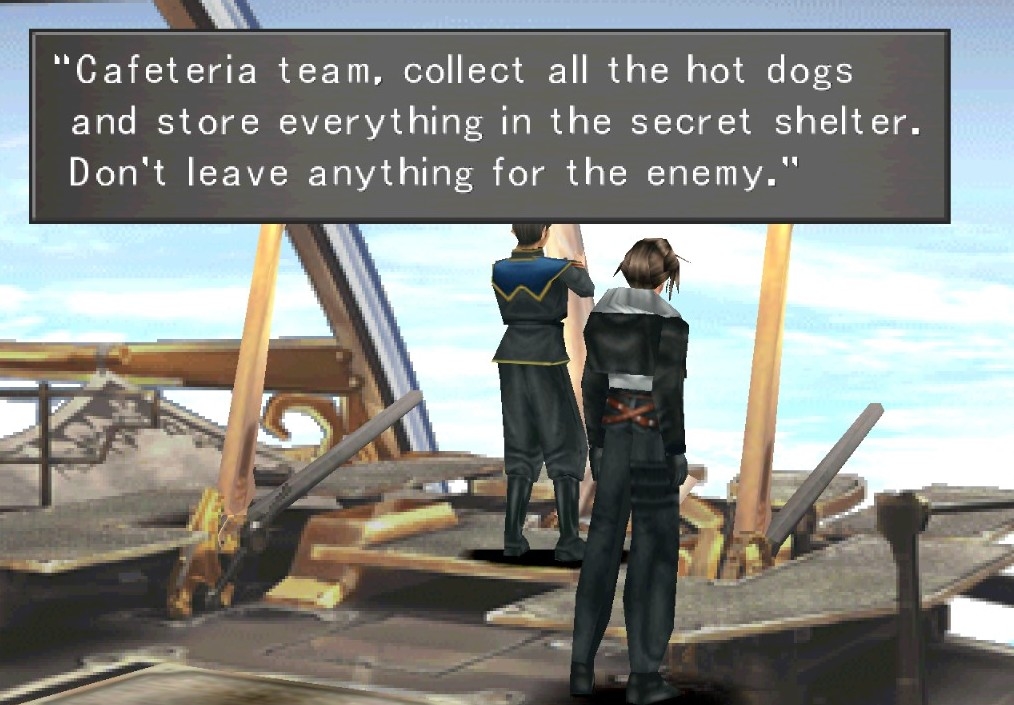 "Cafeteria team, collect all the hot dogs
and store everything in the secret shelter.
Don't leave anything for the enemy."